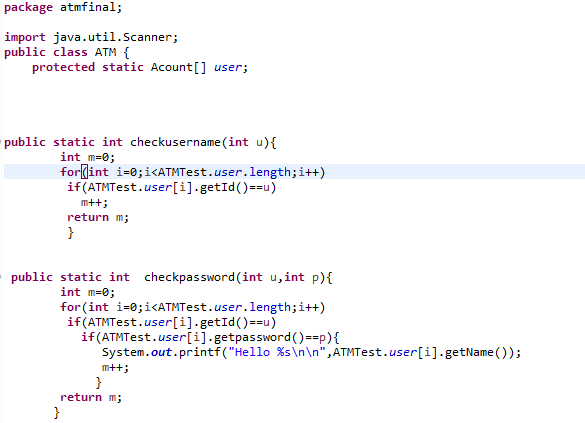 package atmfinal;
import java.util.Scanner;
public class ATM {
protected static Acount[] user;
public static int checkusername(int u){
int m=0;
for(int i=0;i<ATMTest.user.length;i++)
if(ATMTest.user[i].getId()==u)
m++;
return m;
}
public static int  checkpassword(int u,int p){
int m=0;
for(int i=0;i<ATMTest.user.length;i++)
if(ATMTest.user[i].getId()==u)
if(ATMTest.user[i].getpassword()==p){
System.out.printf("Hello %s\n\n",ATMTest.user[i].getName());
m++;
}
return m;
}